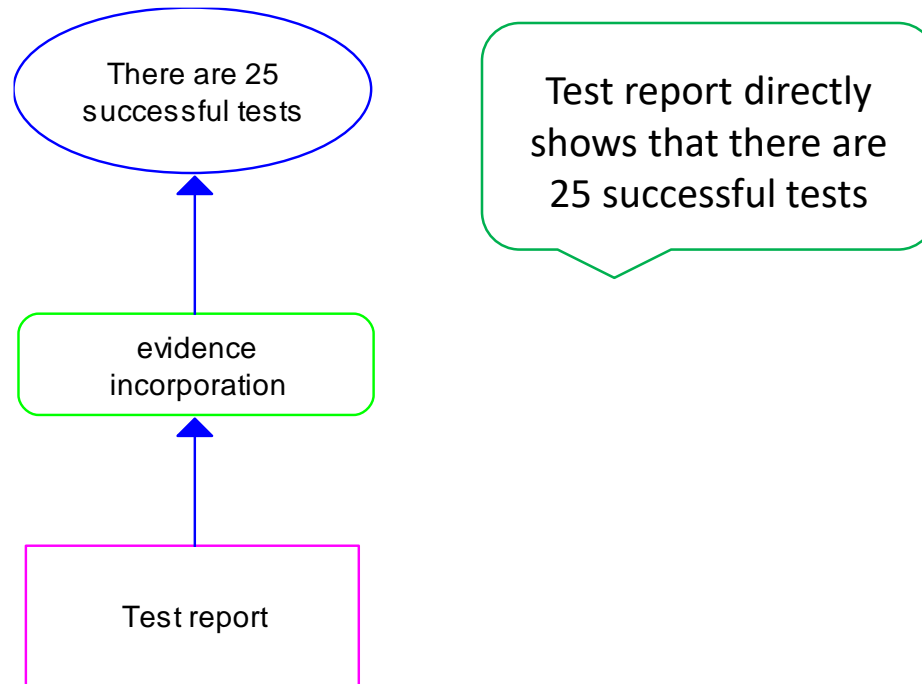 There are 25
successful tests
Test report directly
shows that there are
25 successful tests
evidence
incorporation
Test report